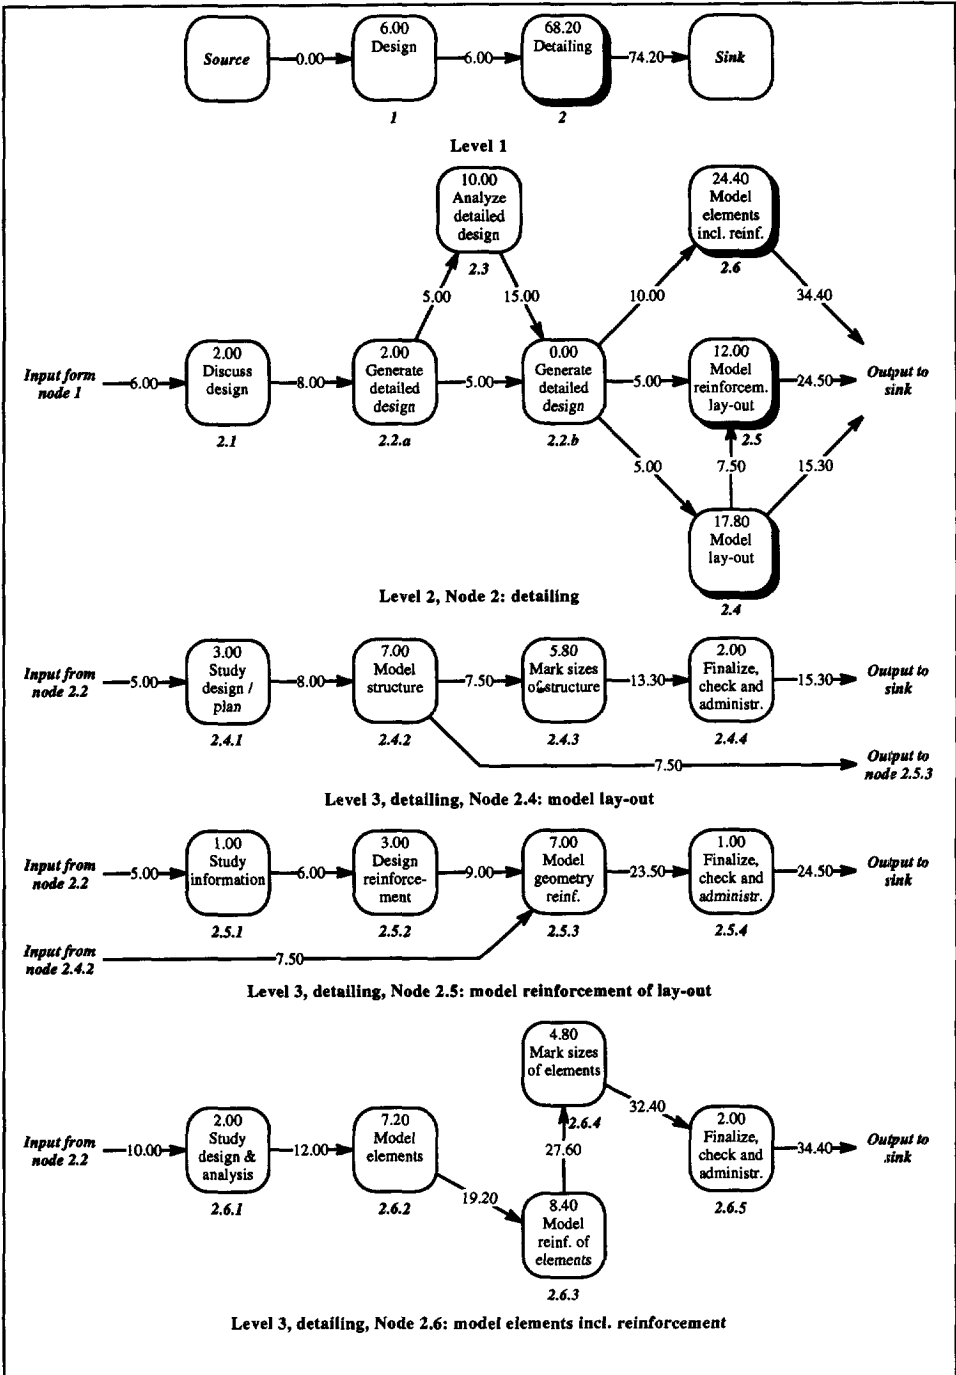 Source
0.00
6.00
Design
1
6.00
68.20
Detailing
2
74.20
Sink
Level 1
10.00
Analyze
detailed
design
2.3
24.40
Model
elements
incl. reinf.
2.6
5.00
15.00
10.00
34.40
Input form
node 1
6.00
2.00
Discuss
design
2.1
8.00
2.00
Generate
detailed
design
2.2.a
5.00
0.00
Generate
detailed
design
2.2.b
5.00
12.00
Model
reinforcem.
lay-out
2.5
24.50
Output to
sink
5.00
7.50
15.30
17.80
Model
lay-out
2.4
Level 2, Node 2: detailing
Input from
node 2.2
5.00
3.00
Study
design /
plan
2.4.1
8.00
7.00
Model
structure
2.4.2
7.50
5.80
Mark sizes
of structure
2.4.3
13.30
2.00
Finalize,
check and
administr.
2.4.4
15.30
Output to
sink
7.50
Output to
node 2.5.3
Level 3, detailing, Node 2.4: model lay-out
Input from
node 2.2
5.00
1.00
Study
information
2.5.1
6.00
3.00
Design
reinforce-
ment
2.5.2
9.00
7.00
Model
geometry
reinf.
2.5.3
23.50
1.00
Finalize,
check and
administr.
2.5.4
24.50
Output to
sink
Input from
node 2.4.2
7.50
Level 3, detailing, Node 2.5: model reinforcement of lay-out
4.80
Mark sizes
of elements
2.6.4
32.40
Input from
node 2.2
10.00
2.00
Study
design &
analysis
2.6.1
12.00
7.20
Model
elements
2.6.2
19.20
27.60
8.40
Model
reinf. of
elements
2.6.3
2.00
Finalize,
check and
administr.
2.6.5
34.40
Output to
sink
Level 3, detailing, Node 2.6: model elements incl. reinforcement